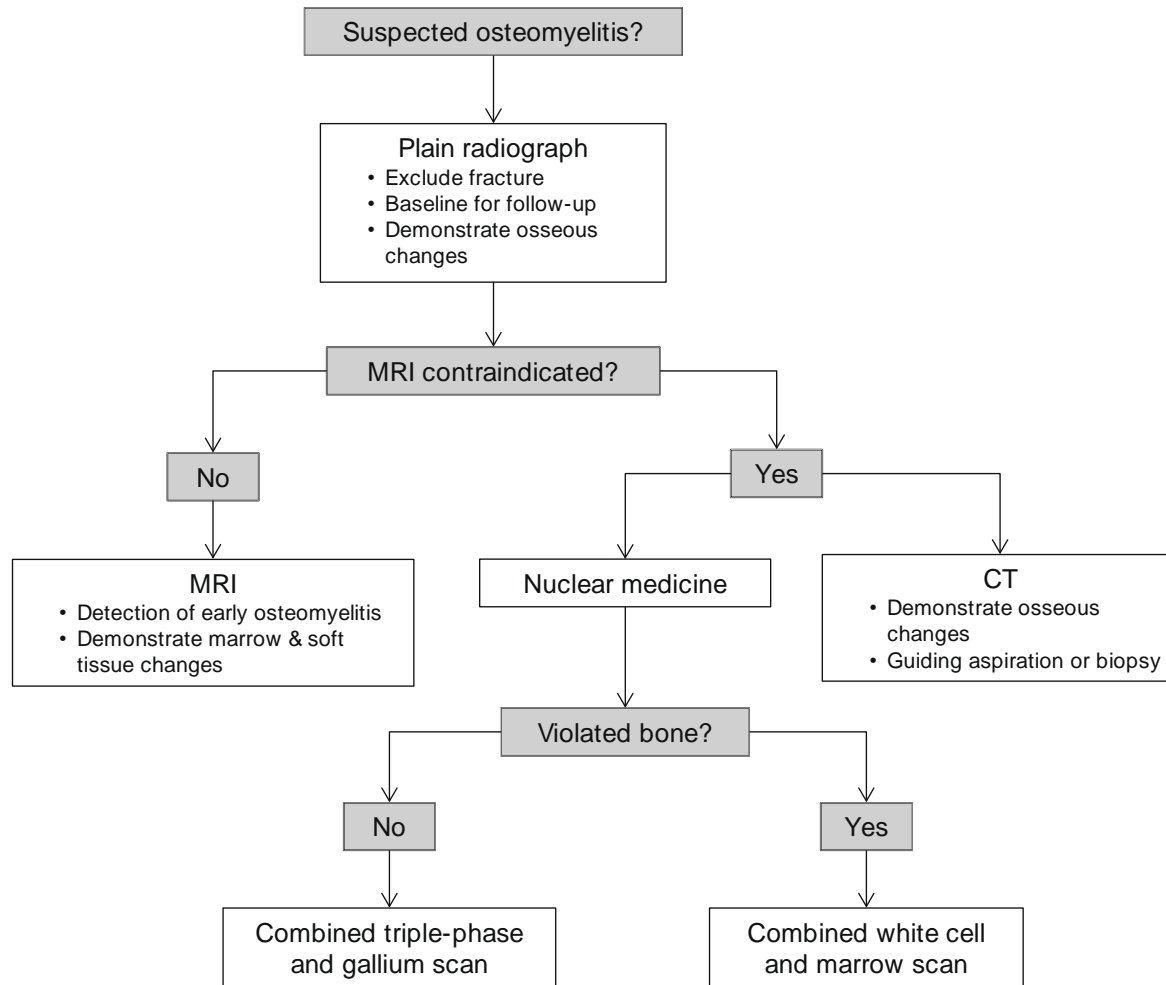 Suspected osteomyelitis?
Plain radiograph
• Exclude fracture
• Baseline for follow-up
• Demonstrate osseous
changes
MRI contraindicated?
No
Yes
MRI
• Detection of early osteomyelitis
• Demonstrate marrow & soft
tissue changes
Nuclear medicine
CT
• Demonstrate osseous
changes
• Guiding aspiration or biopsy
Violated bone?
No
Yes
Combined triple-phase
and gallium scan
Combined white cell
and marrow scan